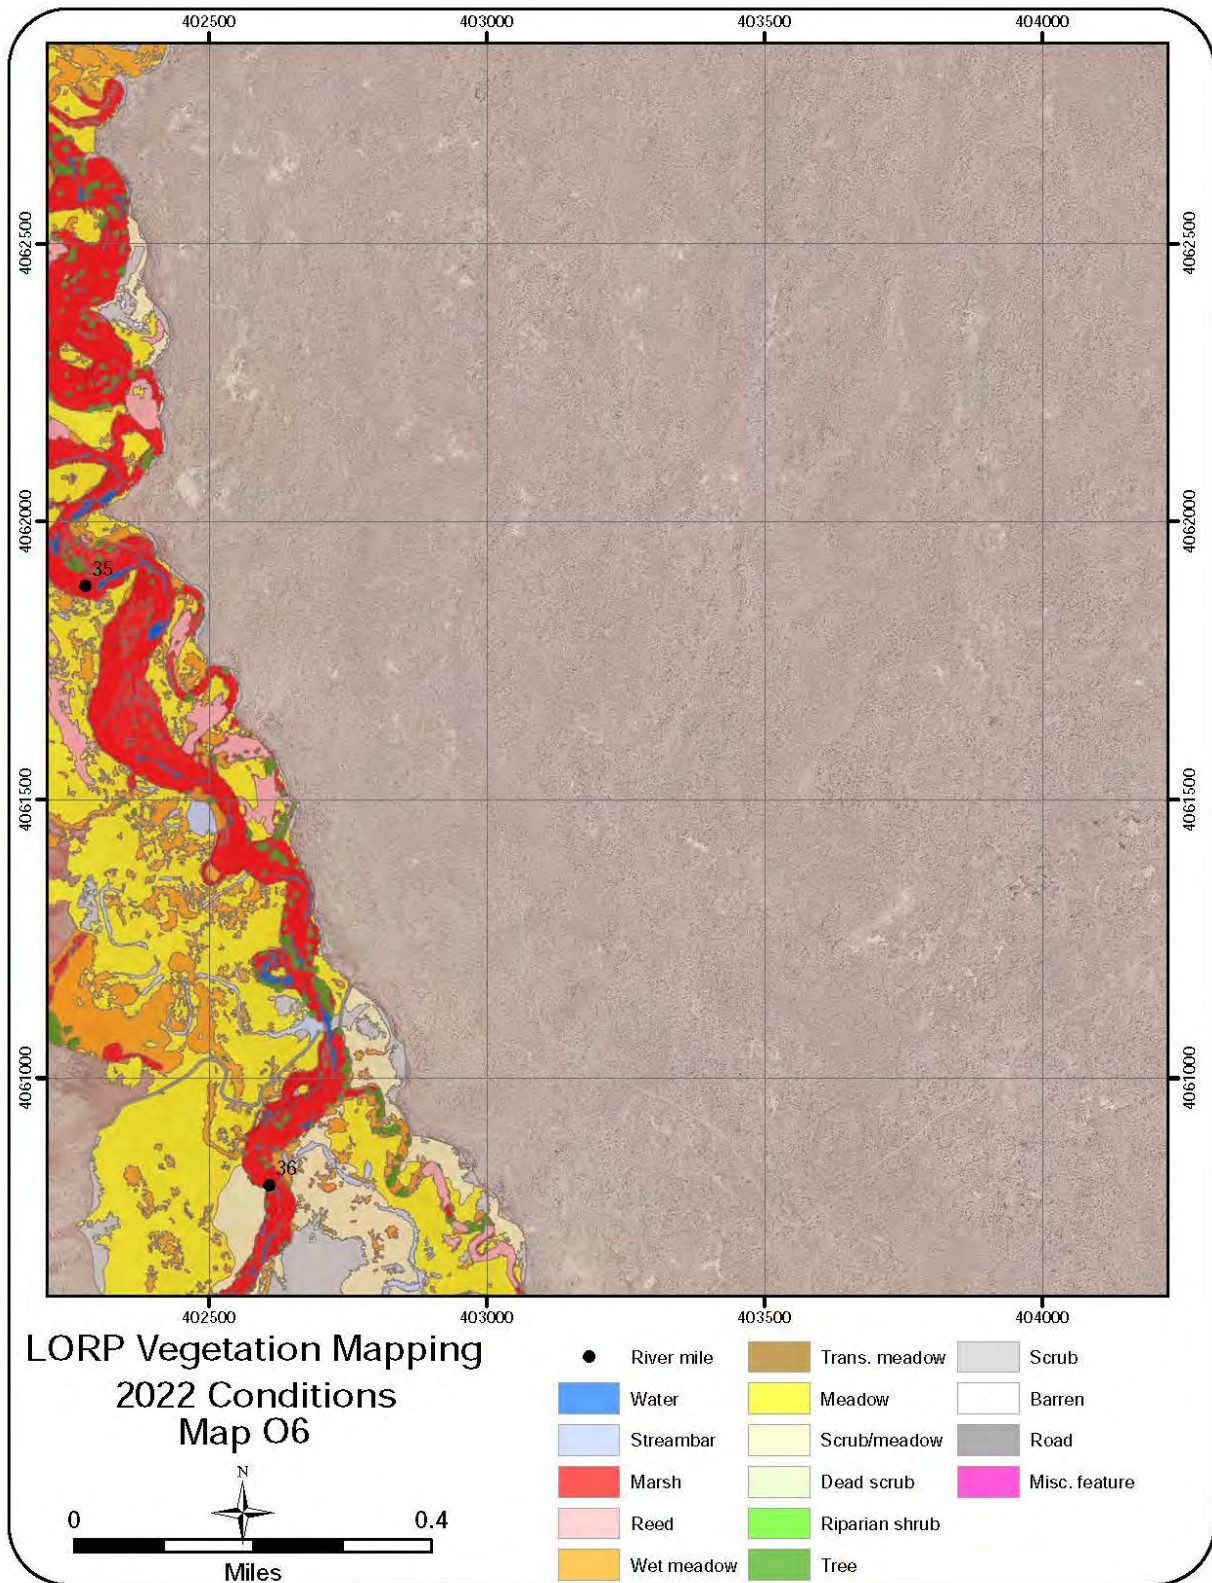 402500
403000
403500
404000
4062500
4062500
4062000
4062000
35
4061500
4061500
4061000
4061000
36
402500
403000
403500
404000
LORP Vegetation Mapping
2022 Conditions
Map O6
N
0
0.4
Miles
River mile
Water
Streambar
Marsh
Reed
Wet meadow
Trans. meadow
Meadow
Scrub/meadow
Dead scrub
Riparian shrub
Tree
Scrub
Barren
Road
Misc. feature